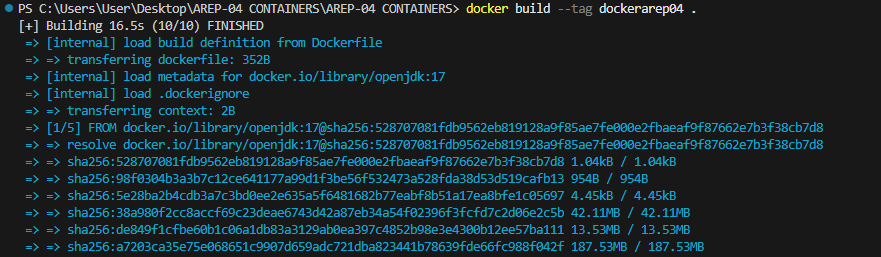 PS C:\Users\User\Desktop\AREP-04 CONTAINERS\AREP-04 CONTAINERS> docker build --tag dockerarep04 .
[+] Building 16.5s (10/10) FINISHED
=> [internal] load build definition from Dockerfile
=> => transferring dockerfile: 352B
=> [internal] load metadata for docker.io/library/openjdk:17
=> [internal] load .dockerignore
=> => transferring context: 2B
=> [1/5] FROM docker.io/library/openjdk:17@sha256:528707081fdb9562eb819128a9f85ae7fe000e2fbaeaf9f87662e7b3f38cb7d8
=> => resolve docker.io/library/openjdk:17@sha256:528707081fdb9562eb819128a9f85ae7fe000e2fbaeaf9f87662e7b3f38cb7d8
=> => sha256:528707081fdb9562eb819128a9f85ae7fe000e2fbaeaf9f87662e7b3f38cb7d8 1.04kB / 1.04kB
=> => sha256:98f0304b3a3b7c12ce641177a99d1f3be56f532473a528fda38d53d519cafb13 954B / 954B
=> => sha256:5e28ba2b4cdb3a7c3bd0ee2e635a5f6481682b77eabf8b51a17ea8bfe1c05697 4.45kB / 4.45kB
=> => sha256:38a980f2cc8accf69c23deae6743d42a87eb34a54f02396f3fcfd7c2d06e2c5b 42.11MB / 42.11MB
=> => sha256:de849f1cfbe60b1c06a1db83a3129ab0ea397c4852b98e3e4300b12ee57ba111 13.53MB / 13.53MB
=> => sha256:a7203ca35e75e068651c9907d659adc721dba823441b78639fde66fc988f042f 187.53MB / 187.53MB